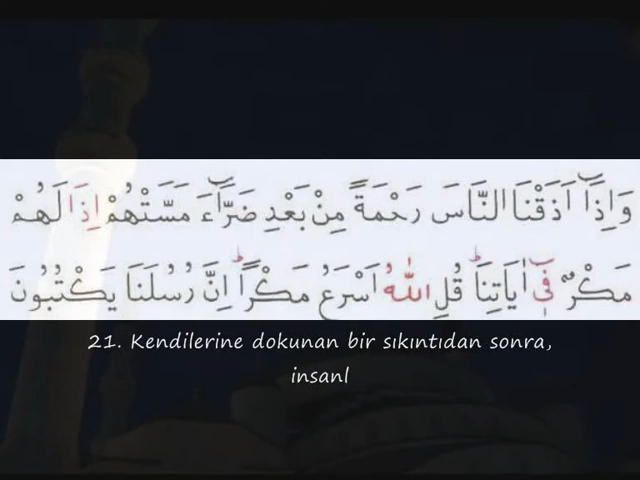 وَاِذَٓا اَذَقْنَا النَّاسَ رَحْمَةً مِنْ بَعْدِ ضَرَّٓاءَ مَسَّتْهُمْ اِذَا لَهُمْ
مَكْرٌ فٖٓى اٰيَاتِنَاؕ قُلِ اللّٰهُ اَسْرَعُ مَكْرًاؕ اِنَّ رُسُلَنَا يَكْتُبُونَ
21. Kendilerine dokunan bir sıkıntıdan sonra,
insanl